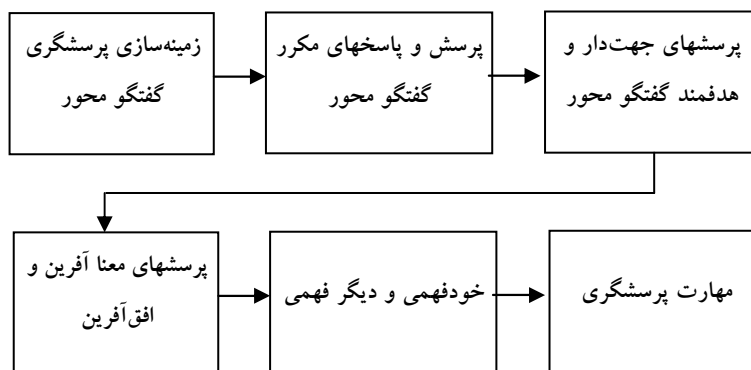 زمینه‌سازی پرسشگری
گفتگو محور
پرسش و پاسخهای مکرر
گفتگو محور
پرسشهای جهت‌دار و
هدفمند گفتگو محور
پرسشهای معنا آفرین و
افق‌آفرین
خودفهمی و دیگر فهمی
مهارت پرسشگری